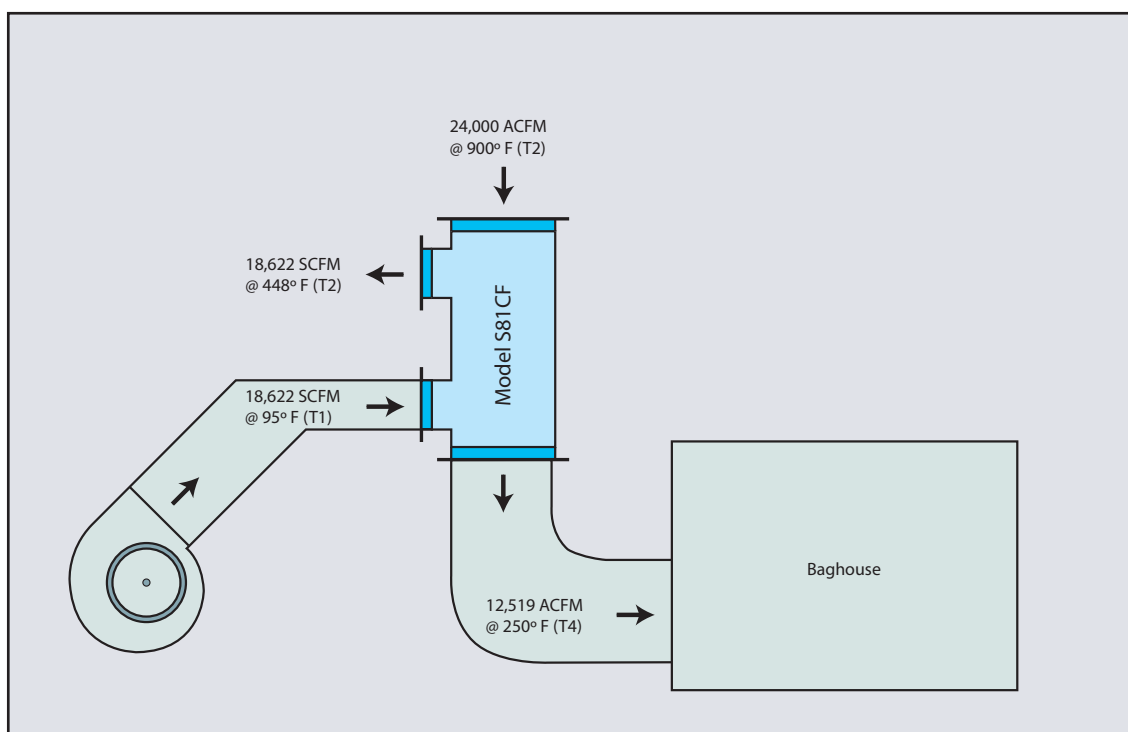 24,000 ACFM
@ 900º F (T2)
18,622 SCFM
@ 448º F (T2)
Model S81CF
18,622 SCFM
@ 95º F (T1)
Baghouse
12,519 ACFM
@ 250º F (T4)